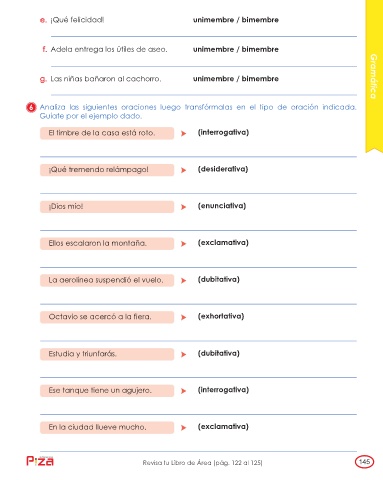 e. ¡Qué felicidad! unimembre / bimembre
f. Adela entrega los útiles de aseo. unimembre / bimembre
g. Las niñas bañaron al cachorro. unimembre / bimembre
Gramática
6 Analiza las siguientes oraciones luego transfórmalas en el tipo de oración indicada.
Guíate por el ejemplo dado.
El timbre de la casa está roto. (interrogativa)
¡Qué tremendo relámpago! (desiderativa)
¡Dios mío! (enunciativa)
Ellos escalaron la montaña. (exclamativa)
La aerolínea suspendió el vuelo. (dubitativa)
Octavio se acercó a la fiera. (exhortativa)
Estudia y triunfarás. (dubitativa)
Ese tanque tiene un agujero. (interrogativa)
En la ciudad llueve mucho. (exclamativa)
Revisa tu Libro de Área (pág. 122 al 125) 145